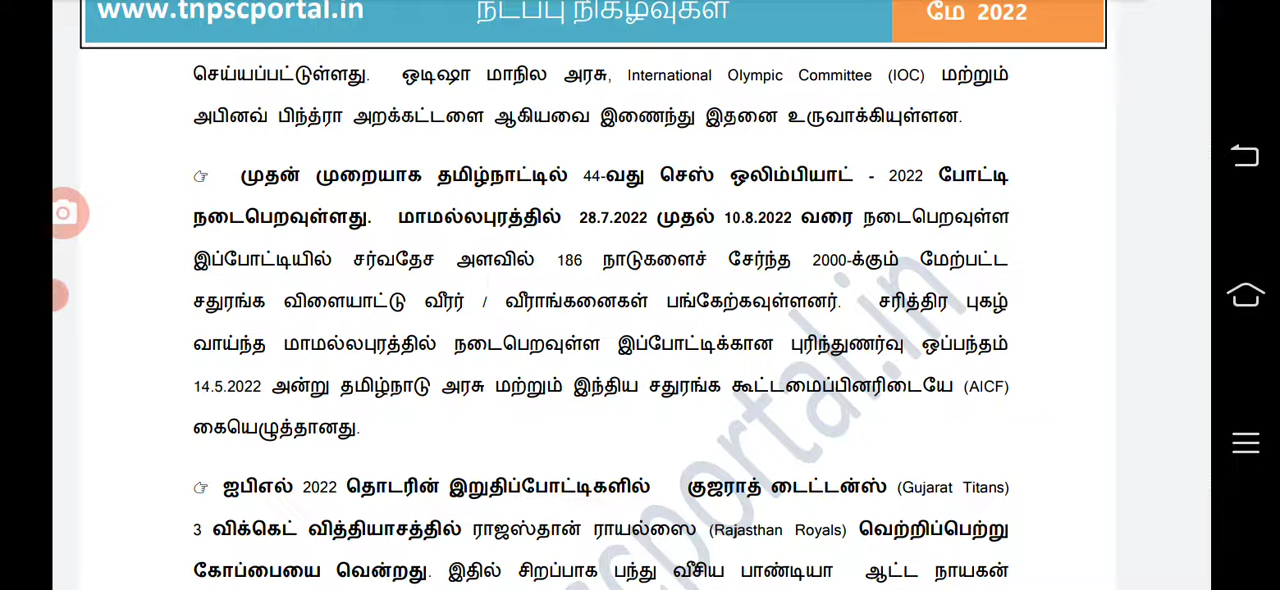 www.tnpscportal.in நடப்பு நிகழ்வுகள் மே 2022
செய்யப்பட்டுள்ளது. ஒடிஷா மாநில அரசு, International Olympic Committee (IOC) மற்றும்
அபினவ் பிந்த்ரா அறக்கட்டளை ஆகியவை இணைந்து இதனை உருவாக்கியுள்ளன.
☞ முதன் முறையாக தமிழ்நாட்டில் 44-வது செஸ் ஒலிம்பியாட் - 2022 போட்டி
நடைபெறவுள்ளது. மாமல்லபுரத்தில் 28.7.2022 முதல் 10.8.2022 வரை நடைபெறவுள்ள
இப்போட்டியில் சர்வதேச அளவில் 186 நாடுகளைச் சேர்ந்த 2000-க்கும் மேற்பட்ட
சதுரங்க விளையாட்டு வீரர் / வீராங்கனைகள் பங்கேற்கவுள்ளனர். சரித்திர புகழ்
வாய்ந்த மாமல்லபுரத்தில் நடைபெறவுள்ள இப்போட்டிக்கான புரிந்துணர்வு ஒப்பந்தம்
14.5.2022 அன்று தமிழ்நாடு அரசு மற்றும் இந்திய சதுரங்க கூட்டமைப்பினரிடையே (AICF)
கையெழுத்தானது.
☞ ஐபிஎல் 2022 தொடரின் இறுதிப்போட்டிகளில் குஜராத் டைட்டன்ஸ் (Gujarat Titans)
3 விக்கெட் வித்தியாசத்தில் ராஜஸ்தான் ராயல்ஸை (Rajasthan Royals) வெற்றிப்பெற்று
கோப்பையை வென்றது. இதில் சிறப்பாக பந்து வீசிய பாண்டியா ஆட்ட நாயகன்
scportal.in